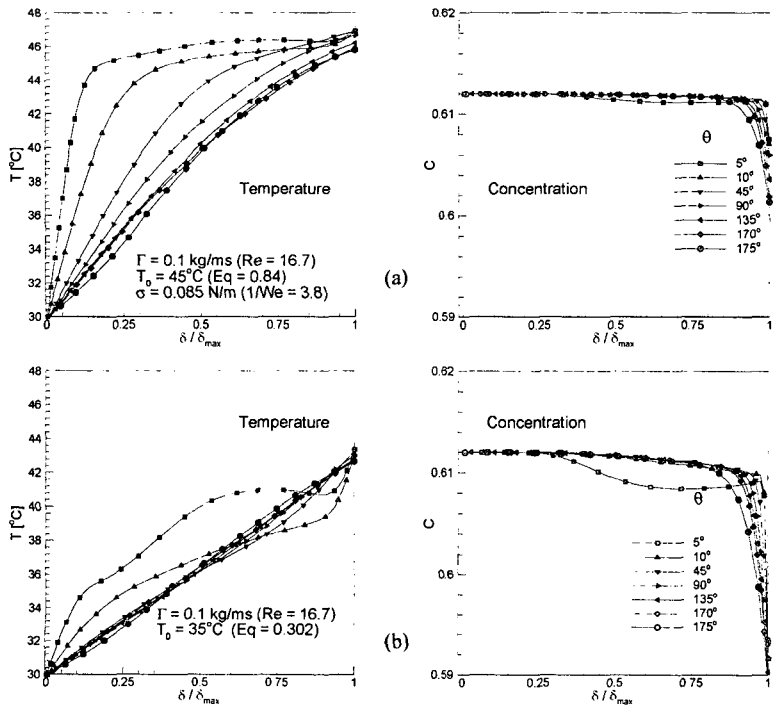 48
46
44
42
40
38
36
34
32
30
T [°C]
Temperature
Γ = 0.1 kg/ms (Re = 16.7)
T0 = 45°C (Eq = 0.84)
σ = 0.085 N/m (1/We = 3.8)
0 0.25 0.5 0.75 1
δ / δmax
(a)
0.62
0.61
0.6
0.59
C
Concentration
θ
5°
10°
45°
90°
135°
170°
175°
0 0.25 0.5 0.75 1
δ / δmax
48
46
44
42
40
38
36
34
32
30
T [°C]
Temperature
Γ = 0.1 kg/ms (Re = 16.7)
T0 = 35°C (Eq = 0.302)
0 0.25 0.5 0.75 1
δ / δmax
(b)
0.62
0.61
0.6
0.59
C
Concentration
θ
5°
10°
45°
90°
135°
170°
175°
0 0.25 0.5 0.75 1
δ / δmax